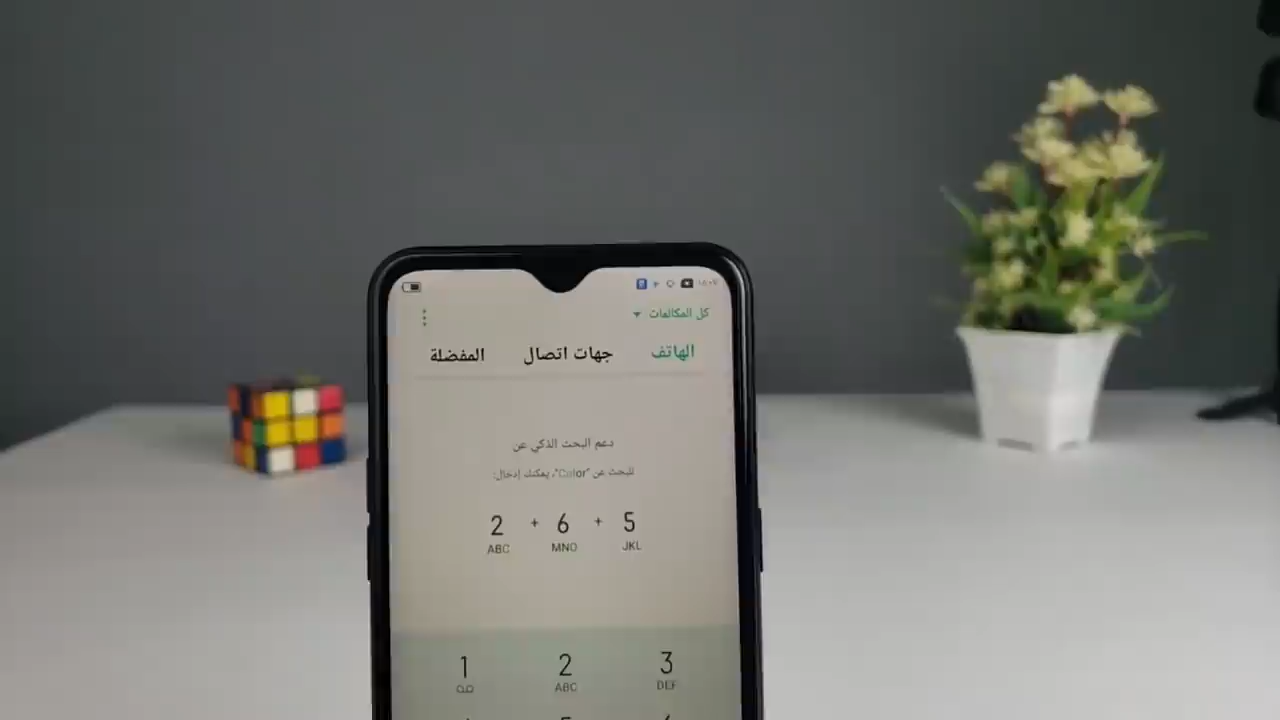 كل المكالمات
الهاتف جهات اتصال المفضلة
دعم البحث الذكي عن
للبحث عن "Color"، يمكنك إدخال:
2 + 6 + 5
ABC MNO JKL
1 2 3
ABC DEF